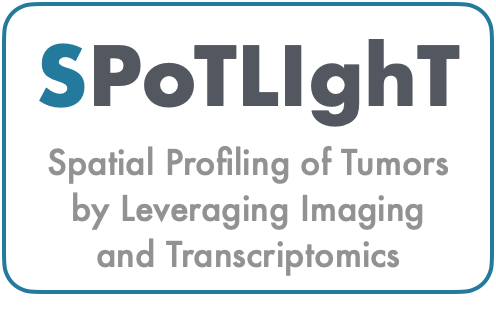 SPoTLIghT
Spatial Profiling of Tumors
by Leveraging Imaging
and Transcriptomics